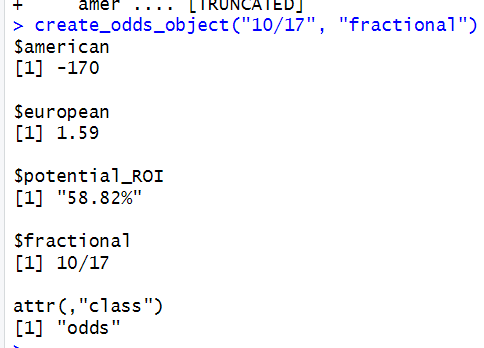 + amer .... [TRUNCATED]
> create_odds_object("10/17", "fractional")
$american
[1] -170
$european
[1] 1.59
$potential_ROI
[1] "58.82%"
$fractional
[1] 10/17
attr(,"class")
[1] "odds"
>